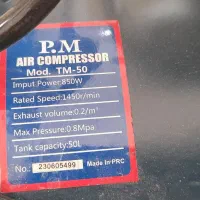 P.M
AIR COMPRESSOR
Mod. TM-50
Imput Power:850W
Rated Speed:1450r/min
Exhaust volume:0.2/m³
Max Pressure:0.8Mpa
Tank capacity:50L
No. 230605499 Made In PRC